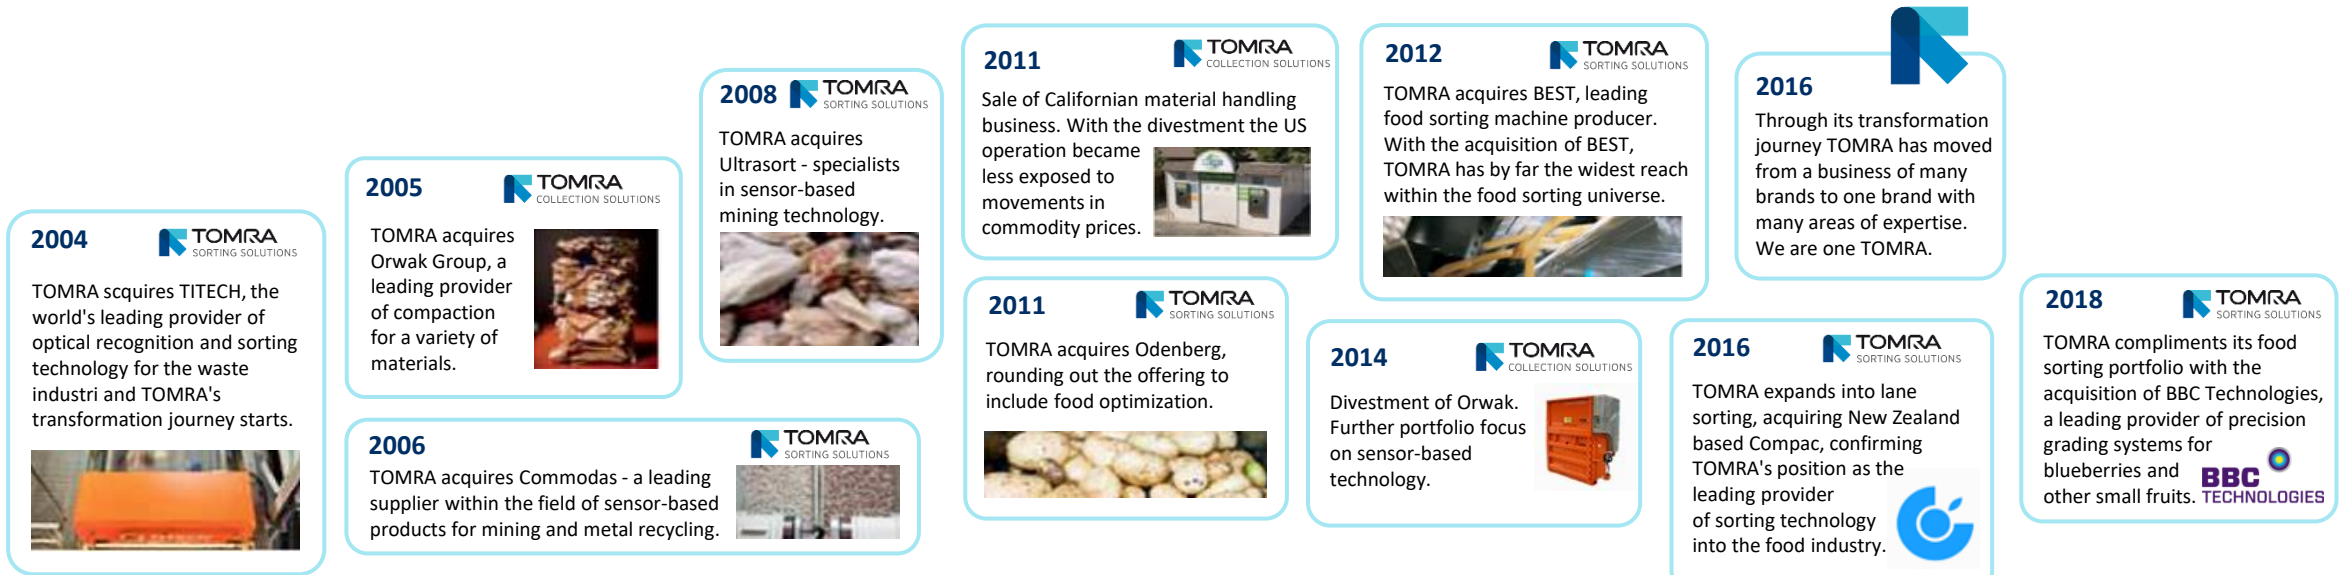 2004
TOMRA
SORTING SOLUTIONS
TOMRA scquires TITECH, the
world's leading provider of
optical recognition and sorting
technology for the waste
industri and TOMRA's
transformation journey starts.
2005
TOMRA
COLLECTION SOLUTIONS
TOMRA acquires
Orwak Group, a
leading provider
of compaction
for a variety of
materials.
2006
TOMRA
SORTING SOLUTIONS
TOMRA acquires Commodas - a leading
supplier within the field of sensor-based
products for mining and metal recycling.
2008
TOMRA
SORTING SOLUTIONS
TOMRA acquires
Ultrasort - specialists
in sensor-based
mining technology.
2011
TOMRA
COLLECTION SOLUTIONS
Sale of Californian material handling
business. With the divestment the US
operation became
less exposed to
movements in
commodity prices.
2011
TOMRA
SORTING SOLUTIONS
TOMRA acquires Odenberg,
rounding out the offering to
include food optimization.
2012
TOMRA
SORTING SOLUTIONS
TOMRA acquires BEST, leading
food sorting machine producer.
With the acquisition of BEST,
TOMRA has by far the widest reach
within the food sorting universe.
2014
TOMRA
COLLECTION SOLUTIONS
Divestment of Orwak.
Further portfolio focus
on sensor-based
technology.
2016
Through its transformation
journey TOMRA has moved
from a business of many
brands to one brand with
many areas of expertise.
We are one TOMRA.
2016
TOMRA
SORTING SOLUTIONS
TOMRA expands into lane
sorting, acquiring New Zealand
based Compac, confirming
TOMRA's position as the
leading provider
of sorting technology
into the food industry.
2018
TOMRA
SORTING SOLUTIONS
TOMRA compliments its food
sorting portfolio with the
acquisition of BBC Technologies,
a leading provider of precision
grading systems for
blueberries and
other small fruits.
BBC
TECHNOLOGIES